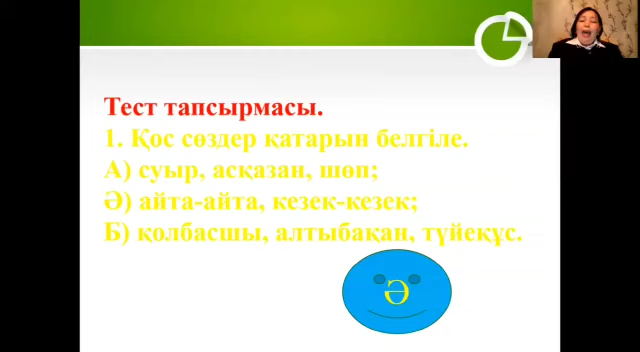 Тест тапсырмасы.
1. Қос сөздер қатарын белгіле.
А) суыр, асқазан, шөп;
Ә) айта-айта, кезек-кезек;
Б) қолбасшы, алтыбақан, түйеқұс.
Ә